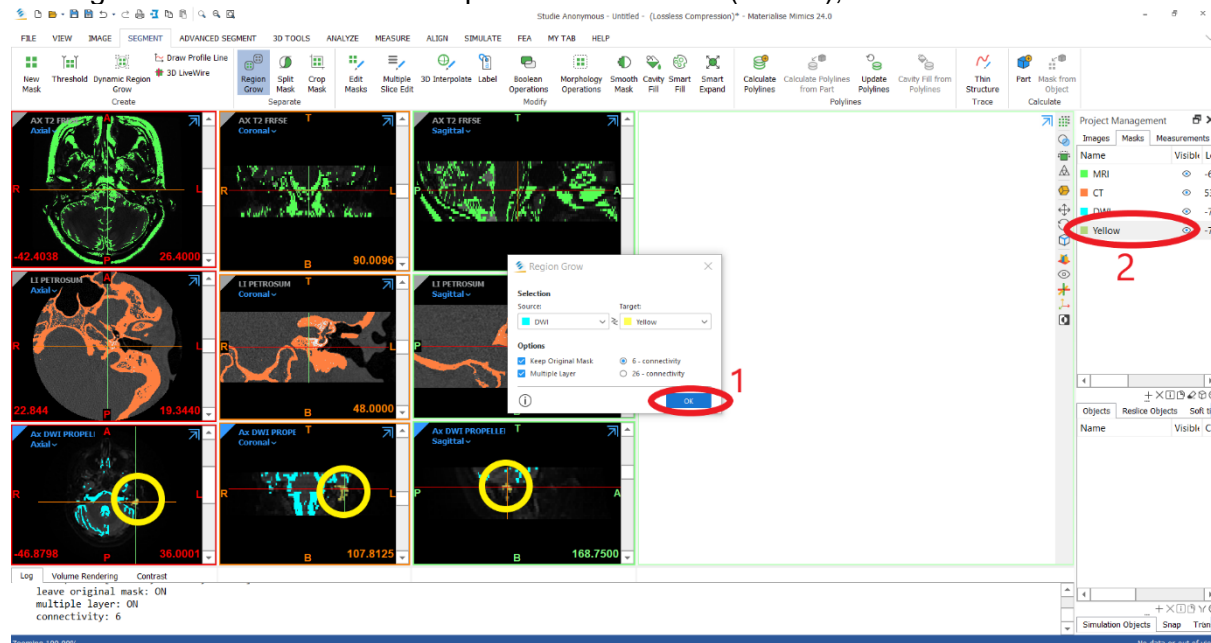 Studie Anonymous - Untitled - (Lossless Compression)* - Materialise Mimics 24.0
FILE VIEW IMAGE SEGMENT ADVANCED SEGMENT 3D TOOLS ANALYZE MEASURE ALIGN SIMULATE FEA MY TAB HELP
New Mask
Threshold
Dynamic Region Grow
Draw Profile Line
3D LiveWire
Create
Region Grow
Split Mask
Crop Mask
Separate
Edit Masks
Multiple Slice Edit
3D Interpolate
Label
Boolean Operations
Morphology Operations
Smooth Mask
Cavity Fill
Smart Fill
Smart Expand
Modify
Calculate Polylines
Calculate Polylines from Part
Update Polylines
Cavity Fill from Polylines
Polylines
Thin Structure
Trace
Part
Mask from Object
Calculate
AX T2 FRFSE
Axial
A
R
L
P
-42.4038
26.4000
AX T2 FRFSE
Coronal
T
R
L
B
90.0096
AX T2 FRFSE
Sagittal
T
P
A
LI PETROSUM
Axial
A
R
L
P
22.844
19.3440
LI PETROSUM
Coronal
T
R
L
B
48.0000
LI PETROSUM
Sagittal
P
Ax DWI PROPELL
Axial
A
R
L
P
-46.8798
36.0001
Ax DWI PROPE
Coronal
T
R
L
B
107.8125
Ax DWI PROPELLE
Sagittal
T
P
A
B
168.7500
Region Grow
Selection
Source:
Target:
DWI
Yellow
Options
Keep Original Mask
6 - connectivity
Multiple Layer
26 - connectivity
OK
1
Project Management
Images Masks Measurements
Name Visible
MRI
CT
DWI
Yellow
2
Objects Reslice Objects
Name Visible
Log Volume Rendering Contrast
leave original mask: ON
multiple layer: ON
connectivity: 6
Simulation Objects Snap